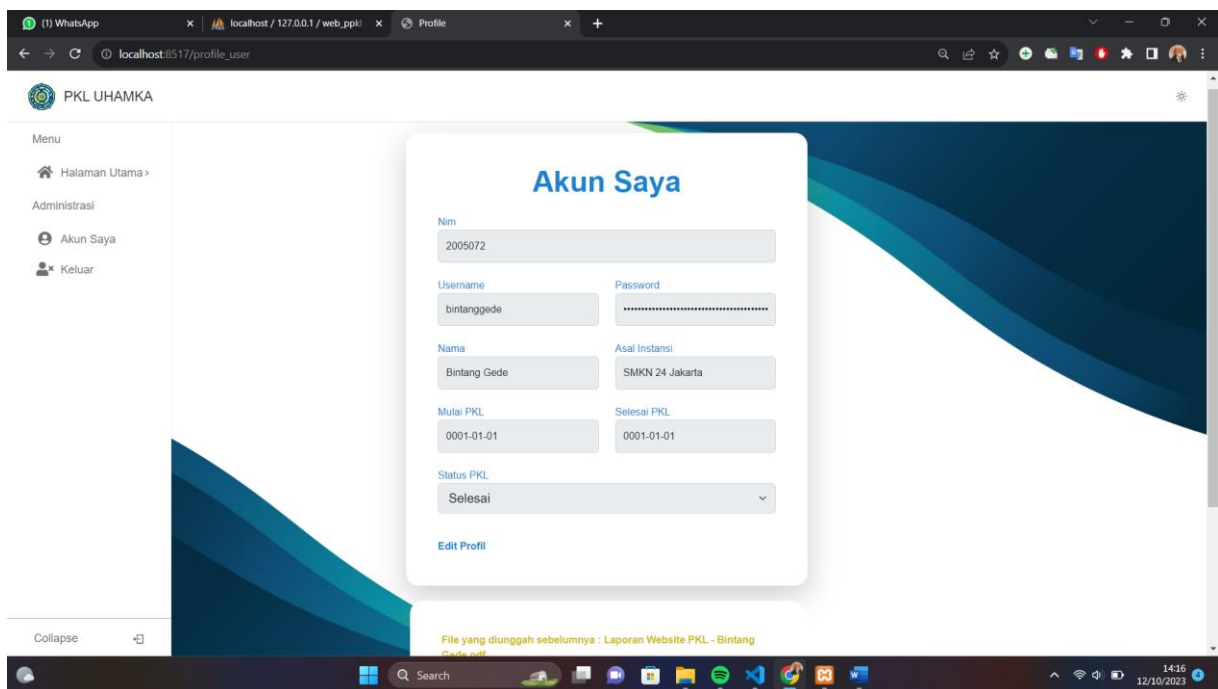 (1) WhatsApp
localhost / 127.0.0.1 / web_ppkl
Profile
localhost:8517/profile_user
PKL UHAMKA
Menu
Halaman Utama
Administrasi
Akun Saya
Keluar
Collapse
Akun Saya
Nim
2005072
Username
Password
bintanggede
Nama
Asal Instansi
Bintang Gede
SMKN 24 Jakarta
Mulai PKL
Selesai PKL
0001-01-01
0001-01-01
Status PKL
Selesai
Edit Profil
File yang diunggah sebelumnya : Laporan Website PKL - Bintang
Gede.pdf
Search
14:16
12/10/2023
4